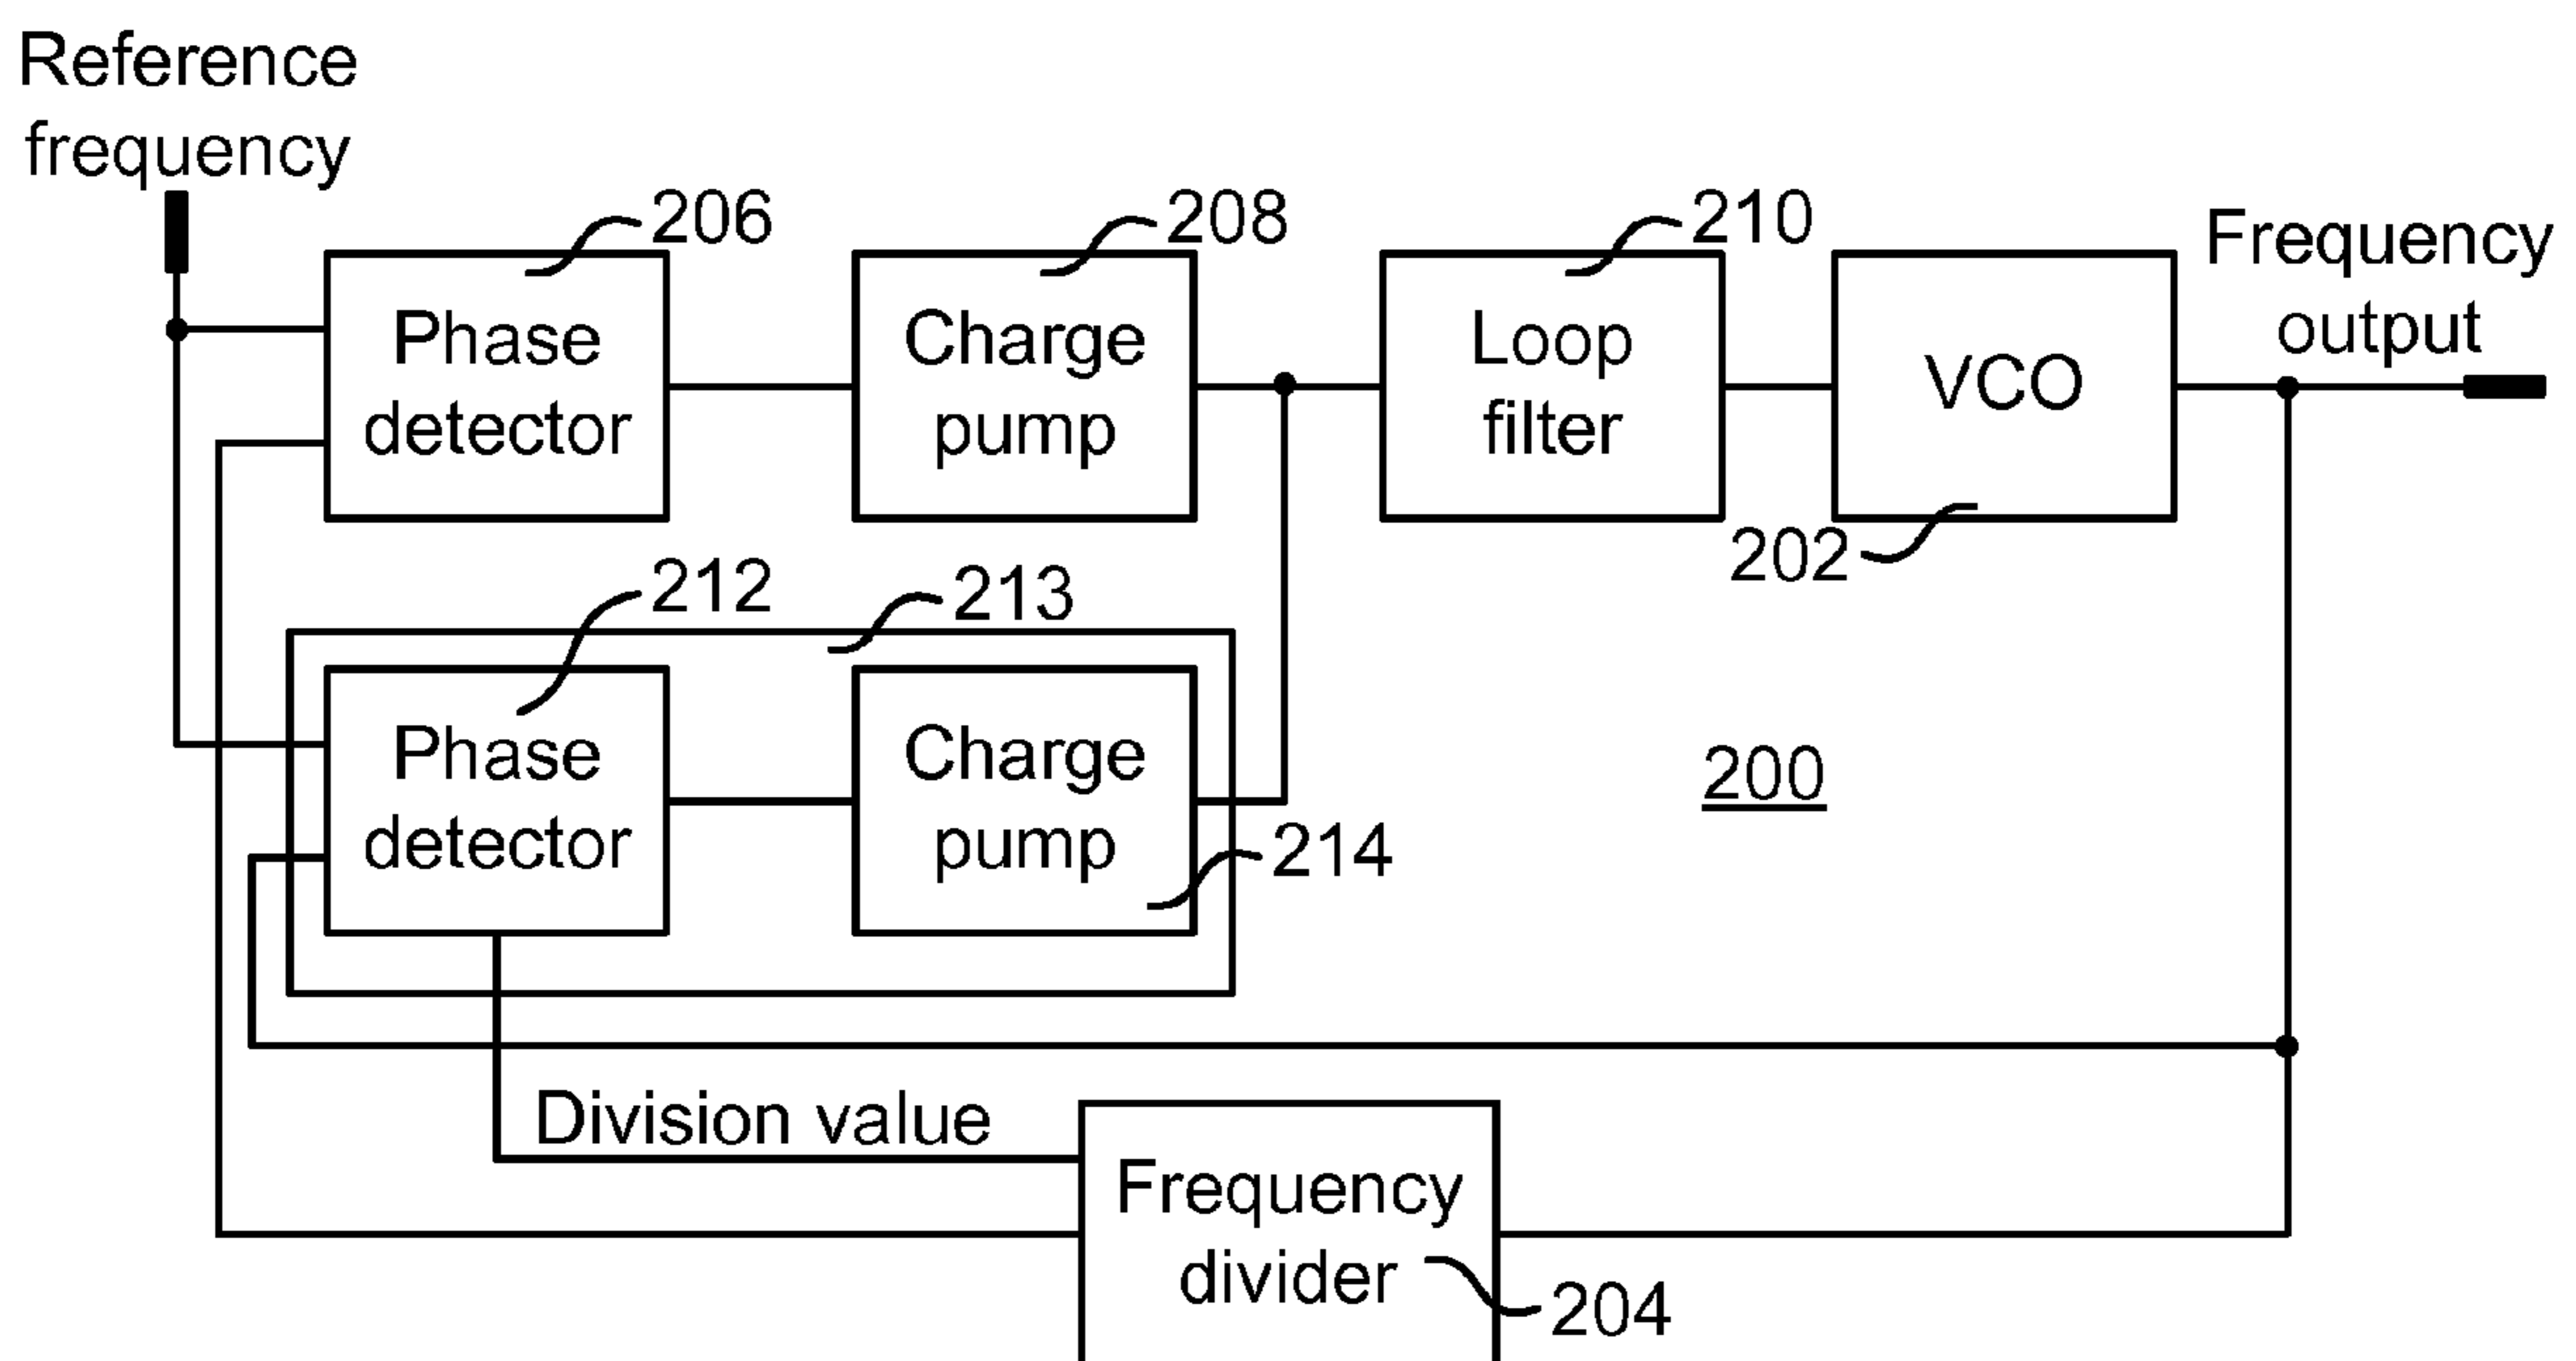 Reference
frequency
206
208
210
Frequency
output
Phase
detector
Charge
pump
Loop
filter
VCO
202
212
213
Phase
detector
Charge
pump
214
200
Division value
Frequency
divider
204